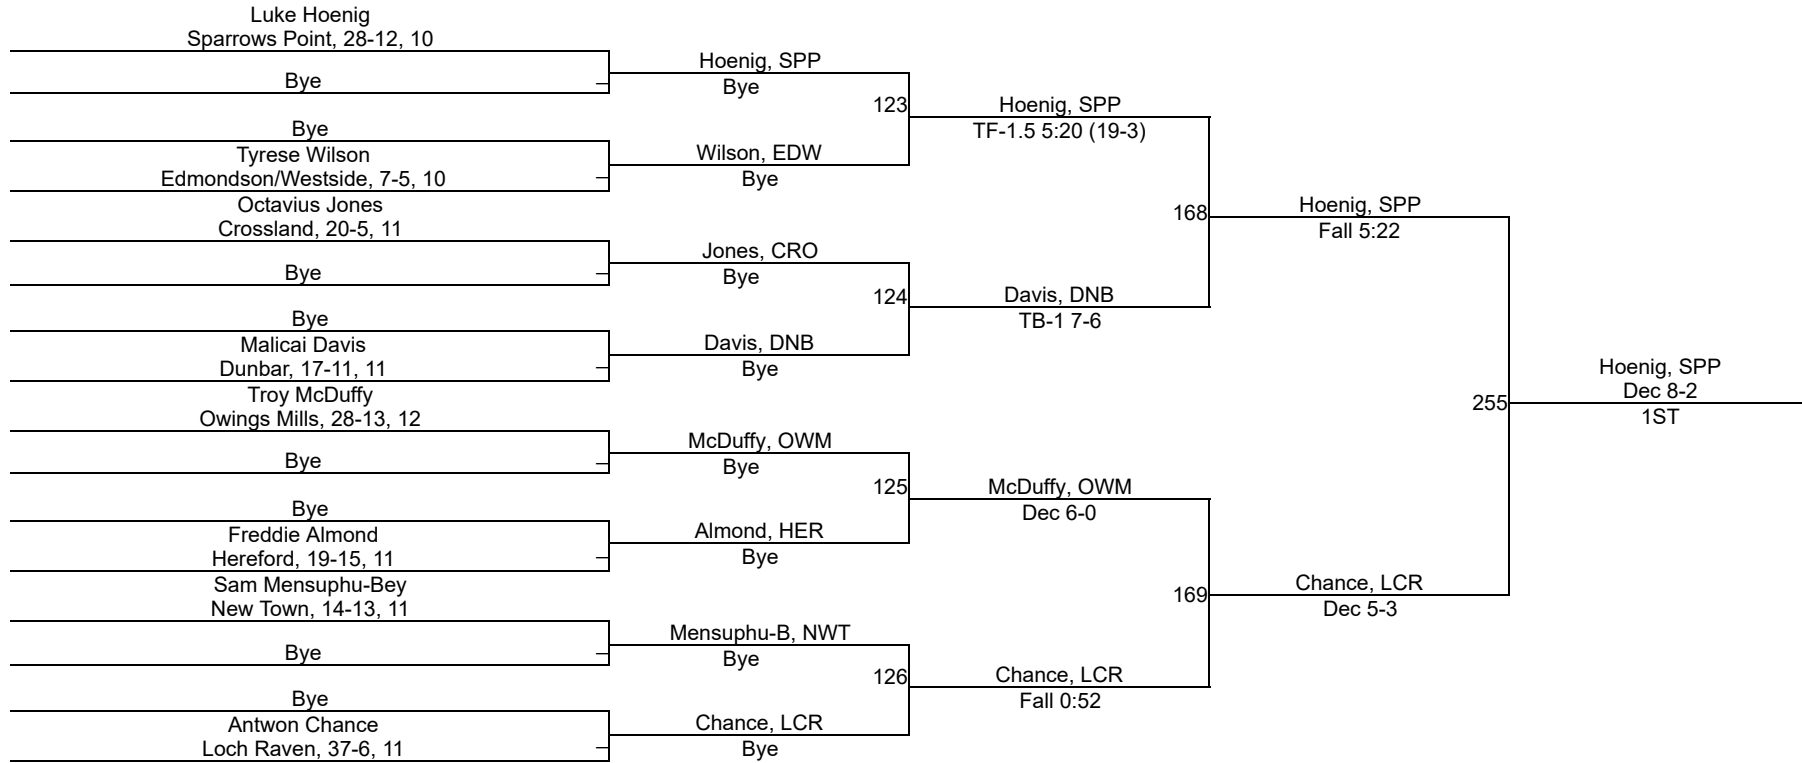 Luke Hoenig
Sparrows Point, 28-12, 10
Bye
Bye
Tyrese Wilson
Edmondson/Westside, 7-5, 10
Octavius Jones
Crossland, 20-5, 11
Bye
Bye
Malicai Davis
Dunbar, 17-11, 11
Troy McDuffy
Owings Mills, 28-13, 12
Bye
Bye
Freddie Almond
Hereford, 19-15, 11
Sam Mensuphu-Bey
New Town, 14-13, 11
Bye
Bye
Antwon Chance
Loch Raven, 37-6, 11
Hoenig, SPP
Bye
123
Wilson, EDW
Bye
Jones, CRO
Bye
124
Davis, DNB
Bye
McDuffy, OWM
Bye
125
Almond, HER
Bye
Mensuphu-B, NWT
Bye
126
Chance, LCR
Bye
Hoenig, SPP
TF-1.5 5:20 (19-3)
168
Davis, DNB
TB-1 7-6
McDuffy, OWM
Dec 6-0
169
Chance, LCR
Fall 0:52
Hoenig, SPP
Fall 5:22
255
Chance, LCR
Dec 5-3
Hoenig, SPP
Dec 8-2
1ST